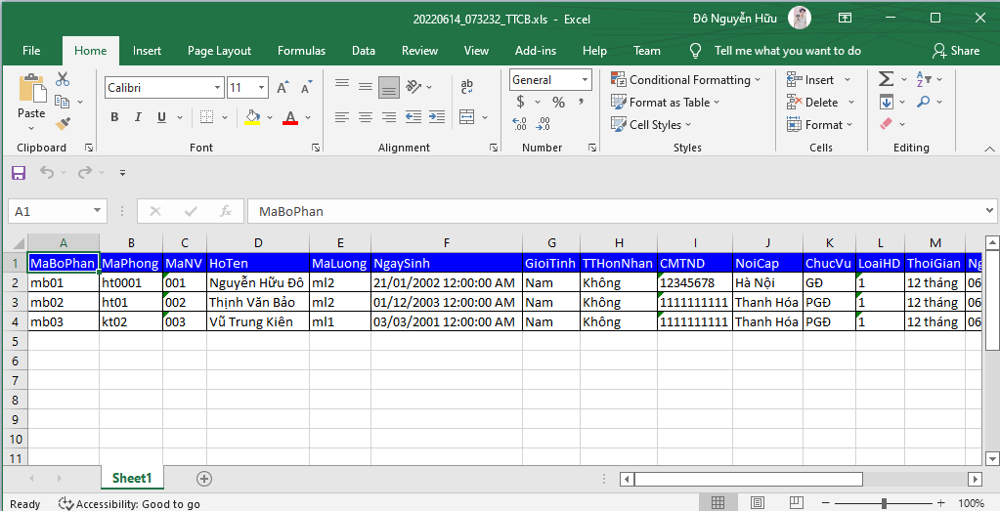 20220614_073232_TTCB.xls - Excel
Đô Nguyễn Hữu
File Home Insert Page Layout Formulas Data Review View Add-ins Help Team Tell me what you want to do Share
Paste
Calibri 11
B I U A
ab
General
$ % ,
Conditional Formatting
Format as Table
Cell Styles
Insert
Delete
Format
Clipboard Font Alignment Number Styles Cells Editing
A1 fx MaBoPhan
A B C D E F G H I J K L M
1 MaBoPhan MaPhong MaNV HoTen MaLuong NgaySinh GioiTinh TTHonNhan CMTND NoiCap ChucVu LoaiHD ThoiGian Ng
2 mb01 ht0001 001 Nguyễn Hữu Đô ml2 21/01/2002 12:00:00 AM Nam Không 12345678 Hà Nội GĐ 1 12 tháng 06
3 mb02 ht01 002 Thịnh Văn Bảo ml2 01/12/2003 12:00:00 AM Nam Không 1111111111 Thanh Hóa PGĐ 1 12 tháng 06
4 mb03 kt02 003 Vũ Trung Kiên ml1 03/03/2001 12:00:00 AM Nam Không 1111111111 Thanh Hóa PGĐ 1 12 tháng 06
5
6
7
8
9
10
11
Sheet1
Ready Accessibility: Good to go 100%